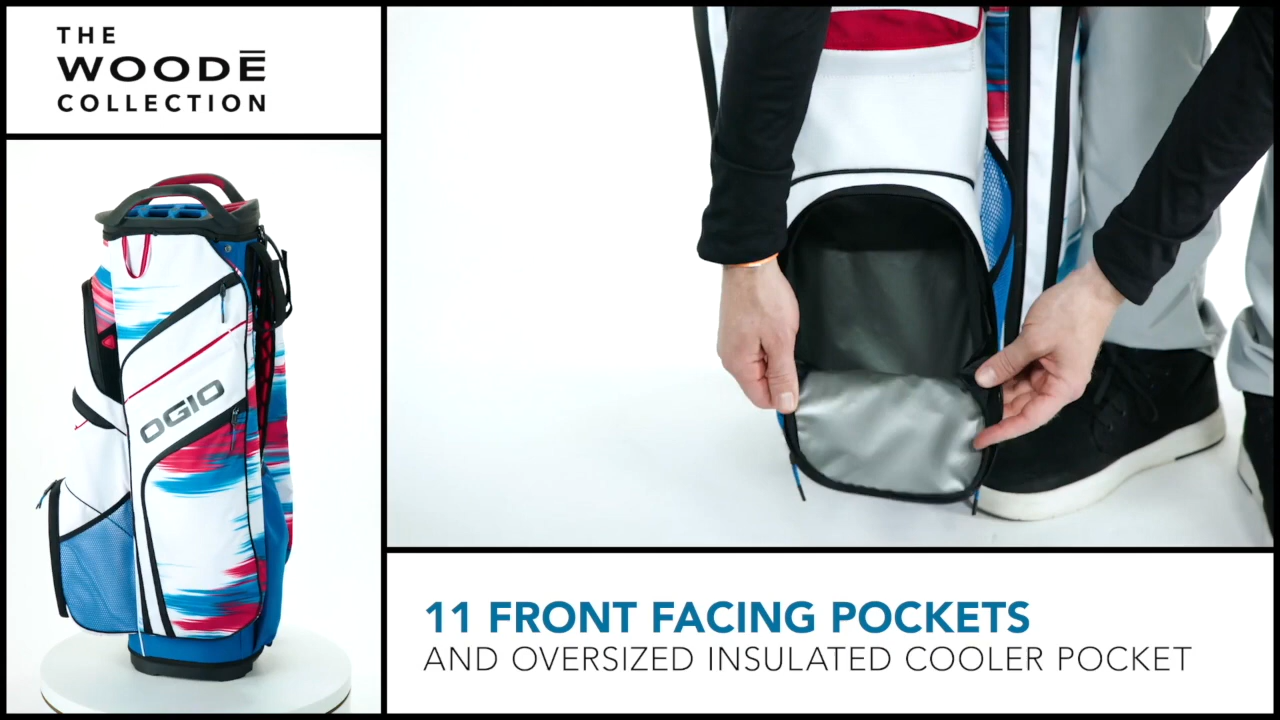 THE
WOODĒ
COLLECTION
OGIO
11 FRONT FACING POCKETS
AND OVERSIZED INSULATED COOLER POCKET